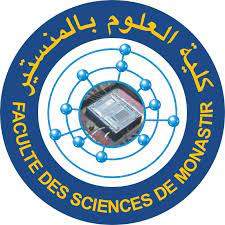 كلية العلوم بالمنستير
FACULTE DES SCIENCES DE MONASTIR